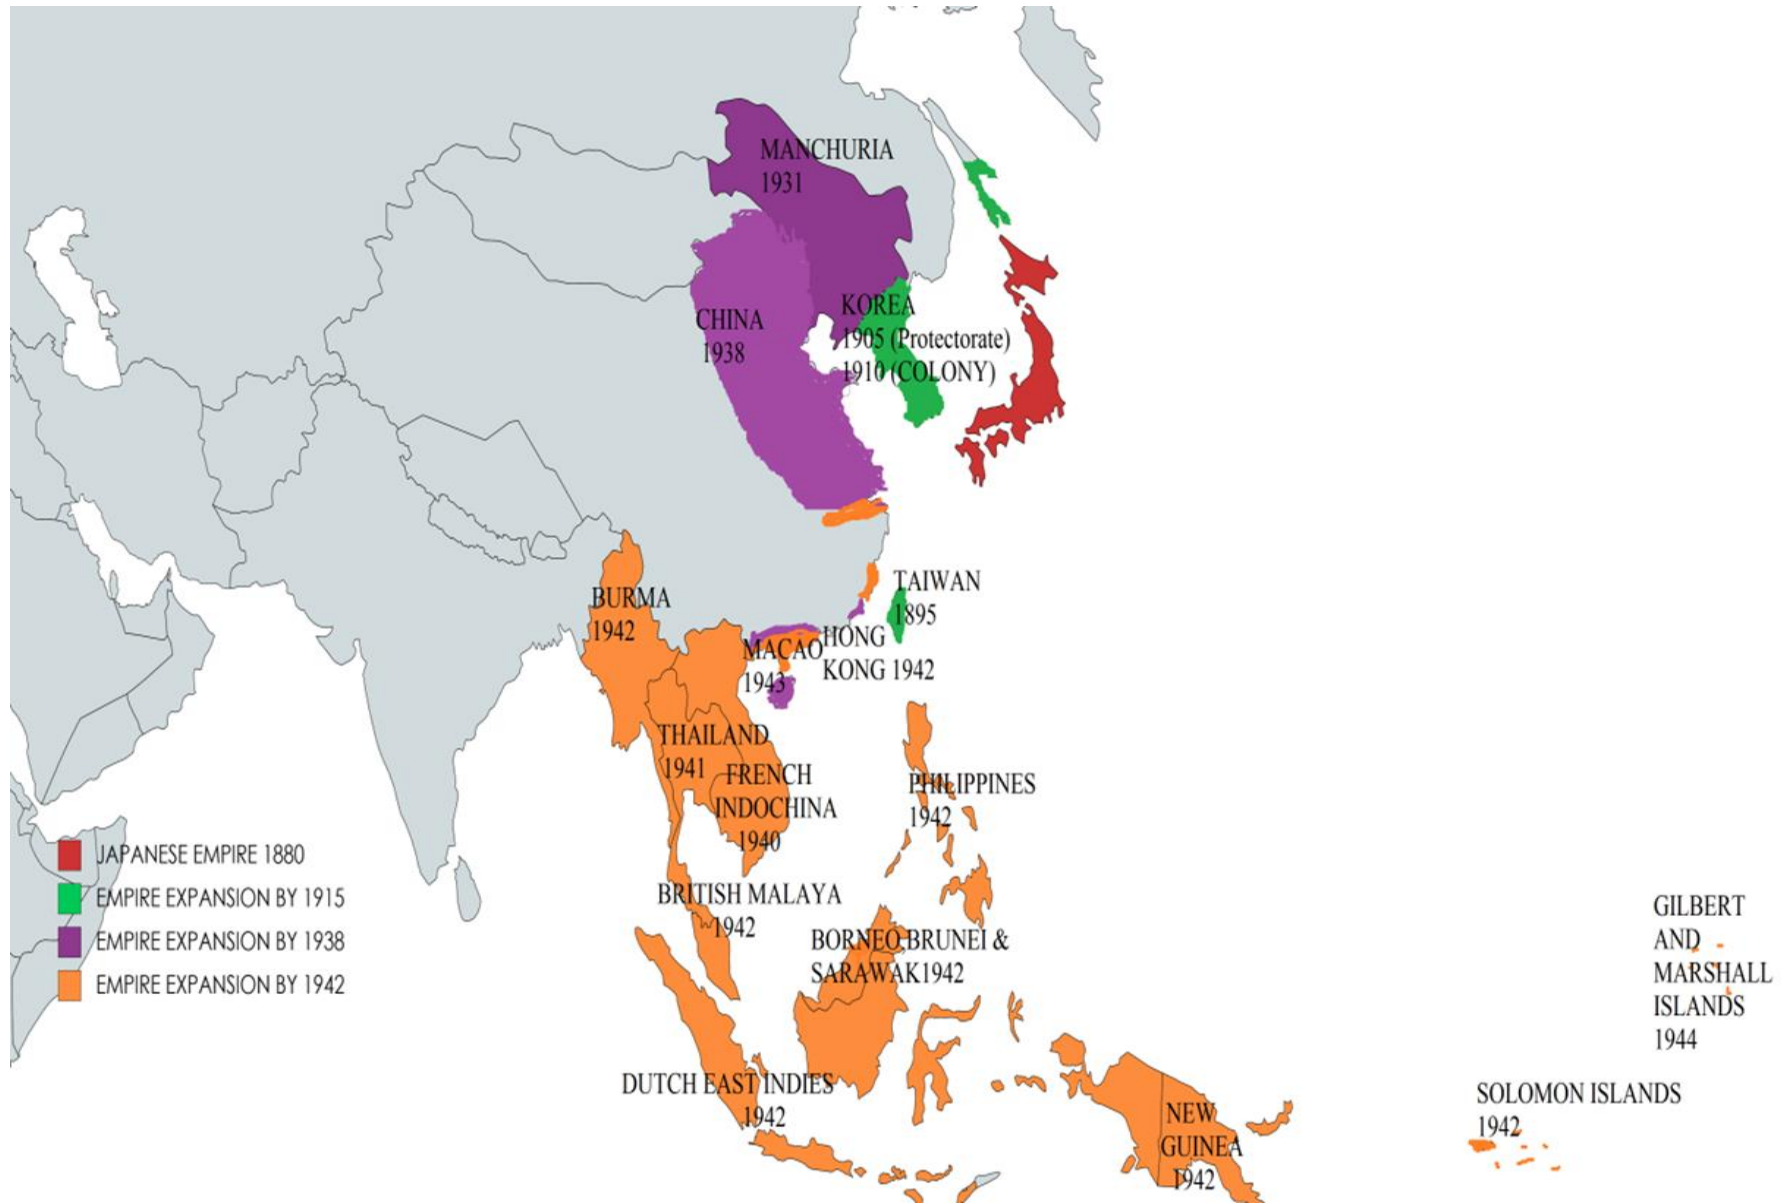 MANCHURIA
1931
KOREA
1905 (Protectorate)
1910 (COLONY)
CHINA
1938
TAIWAN
1895
BURMA
1942
HONG
KONG 1942
MACAO
1943
THAILAND
1941
FRENCH
INDOCHINA
1940
PHILIPPINES
1942
BRITISH MALAYA
1942
BORNEO,BRUNEI &
SARAWAK1942
DUTCH EAST INDIES
1942
NEW
GUINEA
1942
GILBERT
AND
MARSHALL
ISLANDS
1944
SOLOMON ISLANDS
1942
JAPANESE EMPIRE 1880
EMPIRE EXPANSION BY 1915
EMPIRE EXPANSION BY 1938
EMPIRE EXPANSION BY 1942